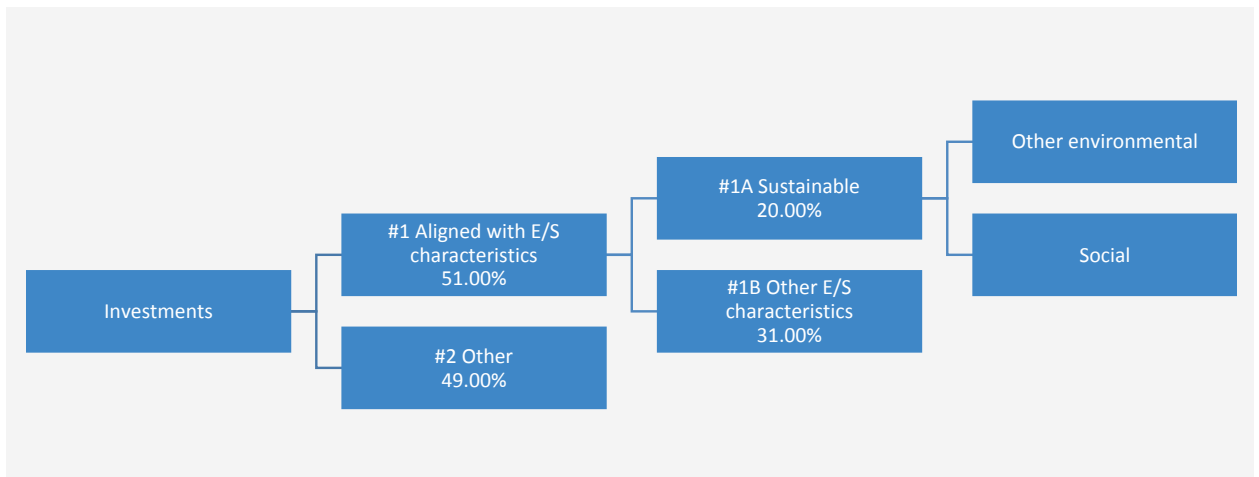 Investments
#1 Aligned with E/S
characteristics
51.00%
#2 Other
49.00%
#1A Sustainable
20.00%
#1B Other E/S
characteristics
31.00%
Other environmental
Social